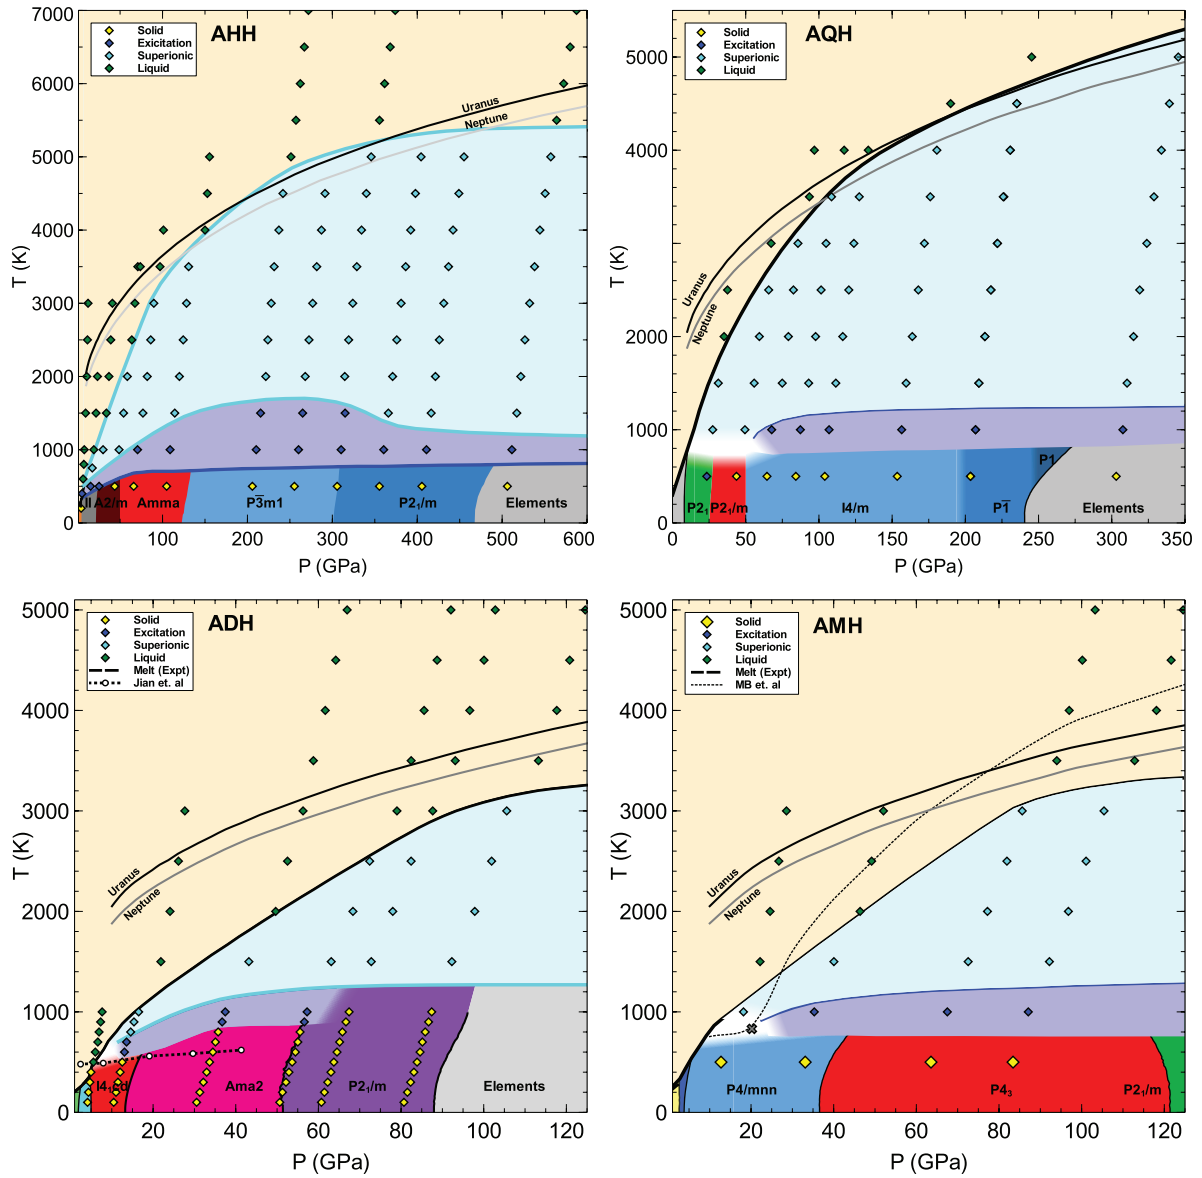 AHH
Solid
Exicitation
Superionic
Liquid
7000
6000
5000
4000
3000
2000
1000
0
T (K)
Uranus
Neptune
A2/m
Amma
P3̅m1
P2₁/m
Elements
0
100
200
300
400
500
600
P (GPa)
AQH
Solid
Excitation
Superionic
Liquid
5000
4000
3000
2000
1000
0
T (K)
Uranus
Neptune
P2₁
P2₁/m
I4/m
P1̅
P1
Elements
0
50
100
150
200
250
300
350
P (GPa)
ADH
Solid
Excitation
Superionic
Liquid
Melt (Expt)
Jian et. al
5000
4000
3000
2000
1000
0
T (K)
Uranus
Neptune
I4₁cd
Ama2
P2₁/m
Elements
20
40
60
80
100
120
P (GPa)
AMH
Solid
Excitation
Superionic
Liquid
Melt (Expt)
MB et. al
5000
4000
3000
2000
1000
0
T (K)
Uranus
Neptune
P4/mnn
P4₃
P2₁/m
20
40
60
80
100
120
P (GPa)